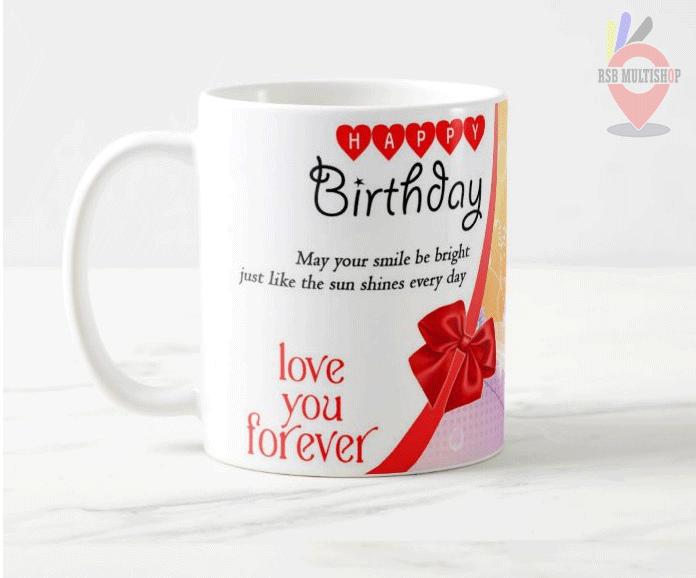 RSB MULTISHOP
HAPPY
Birthday
May your smile be bright
just like the sun shines every day
love
you
forever